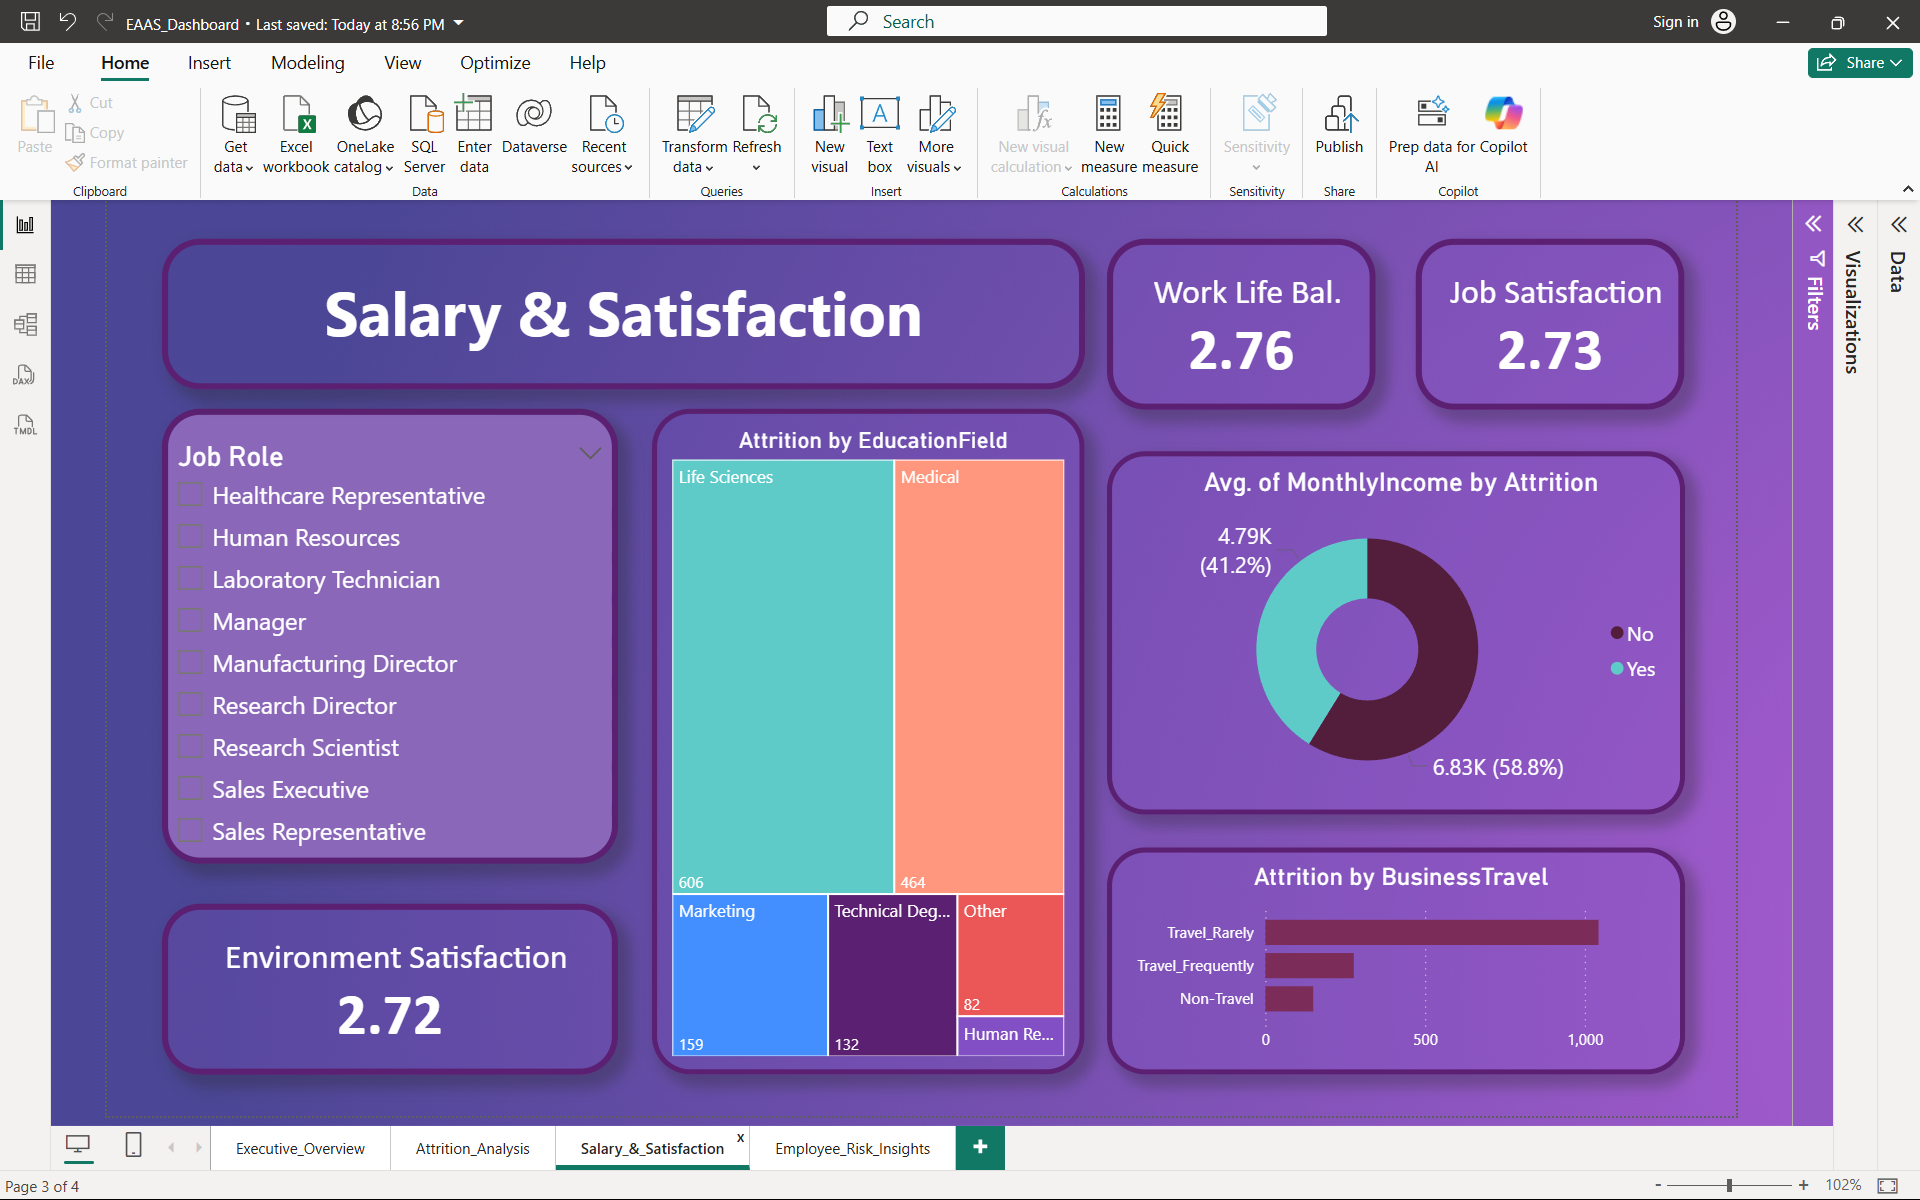 EAAS_Dashboard • Last saved: Today at 8:56 PM
Search
Sign in
File
Home
Insert
Modeling
View
Optimize
Help
Share
Paste
Cut
Copy
Format painter
Clipboard
Get data
Excel workbook
OneLake catalog
SQL Server
Enter data
Dataverse
Recent sources
Data
Transform data
Refresh
Queries
New visual
Text box
More visuals
Insert
New visual calculation
New measure
Quick measure
Calculations
Sensitivity
Sensitivity
Publish
Share
Prep data for AI
Copilot
Copilot
DAX
TMDL
Salary & Satisfaction
Work Life Bal.
2.76
Job Satisfaction
2.73
Filters
Visualizations
Data
Job Role
Healthcare Representative
Human Resources
Laboratory Technician
Manager
Manufacturing Director
Research Director
Research Scientist
Sales Executive
Sales Representative
Environment Satisfaction
2.72
Attrition by EducationField
Life Sciences
606
Medical
464
Marketing
159
Technical Deg...
132
Other
82
Human Re...
Avg. of MonthlyIncome by Attrition
4.79K
(41.2%)
6.83K (58.8%)
No
Yes
Attrition by BusinessTravel
Travel_Rarely
Travel_Frequently
Non-Travel
0
500
1,000
Executive_Overview
Attrition_Analysis
Salary_&_Satisfaction
x
Employee_Risk_Insights
+
Page 3 of 4
-
+
102%